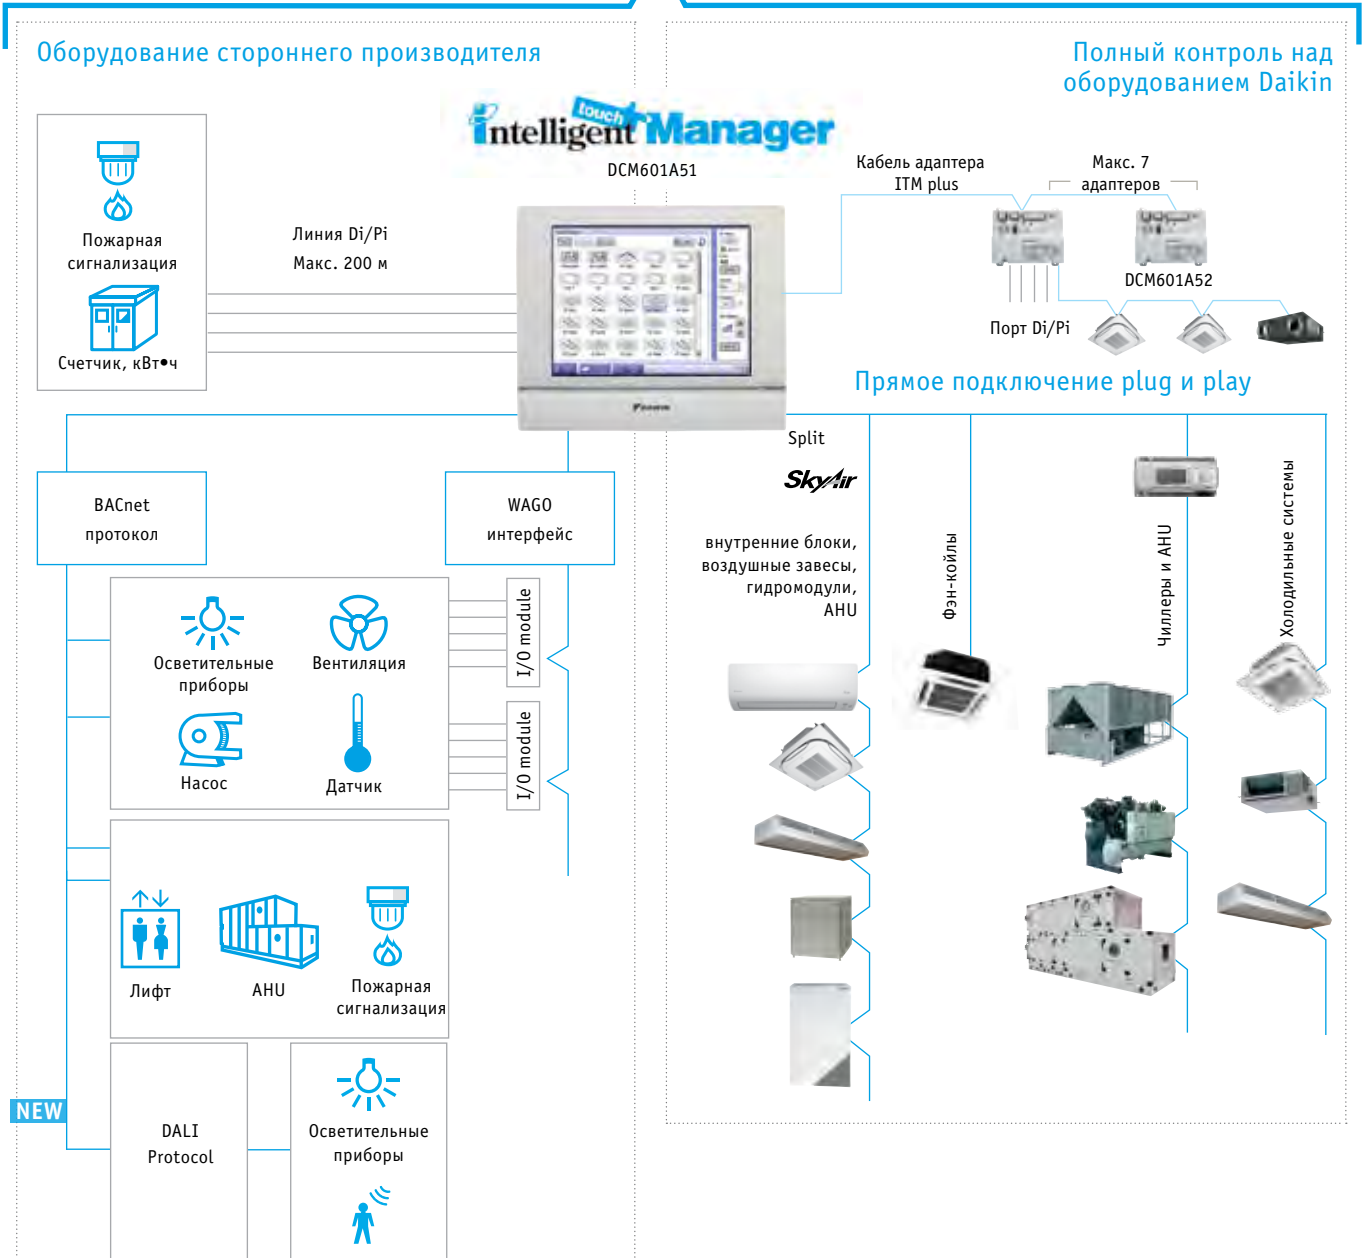 Оборудование стороннего производителя
Полный контроль над
оборудованием Daikin
intelligent touch Manager
DCM601A51
Пожарная
сигнализация
Счетчик, кВт•ч
Линия Di/Pi
Макс. 200 м
Кабель адаптера
ITM plus
Макс. 7
адаптеров
DCM601A52
Порт Di/Pi
DAIKIN
Прямое подключение plug и play
BACnet
протокол
WAGO
интерфейс
Осветительные
приборы
Вентиляция
Насос
Датчик
I/O module
I/O module
Лифт
AHU
Пожарная
сигнализация
NEW
DALI
Protocol
Осветительные
приборы
Split
SkyAir
внутренние блоки,
воздушные завесы,
гидромодули,
AHU
фэн-койлы
Чиллеры и AHU
Холодильные системы